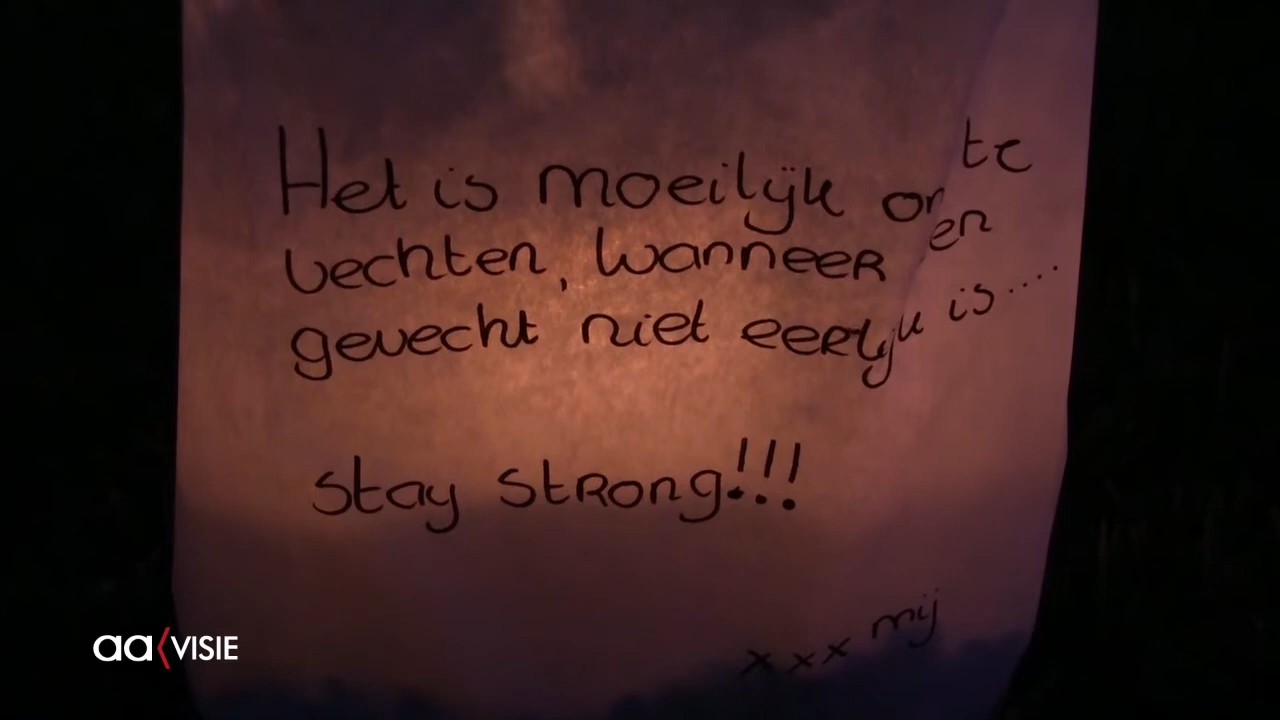 Het is moeilijk om te
vechten, wanneer een
gevecht niet eerlijk is....
Stay strong!!!
xxx mij
aa VISIE